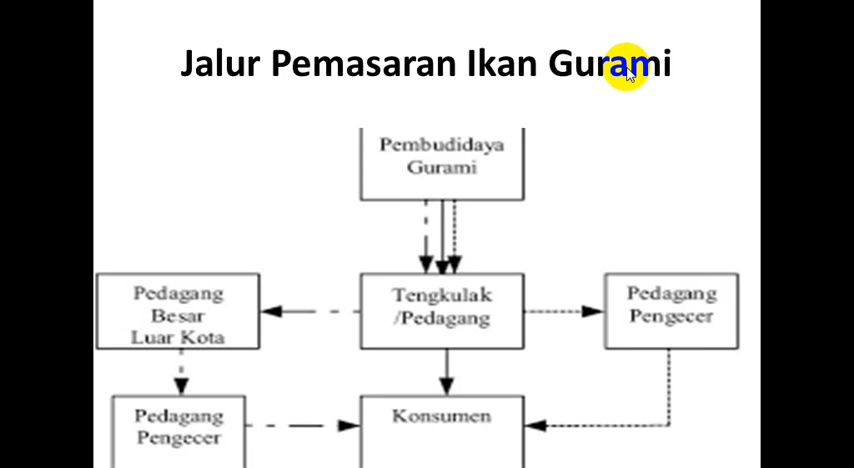 Jalur Pemasaran Ikan Gurami
Pembudidaya
Gurami
Pedagang
Besar
Luar Kota
Tengkulak
/Pedagang
Pedagang
Pengecer
Pedagang
Pengecer
Konsumen